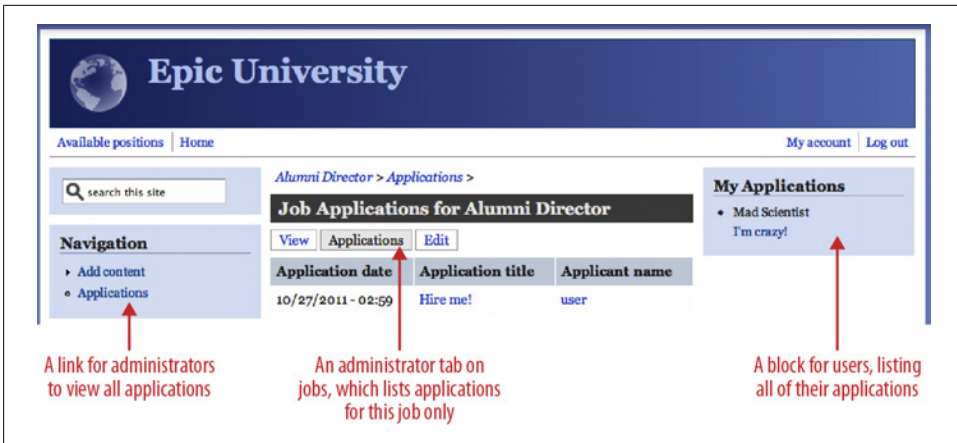 Epic University
Available positions Home
My account Log out
search this site
Navigation
Add content
Applications
Alumni Director > Applications >
Job Applications for Alumni Director
View Applications Edit
Application date Application title Applicant name
10/27/2011 - 02:59 Hire me! user
My Applications
Mad Scientist
I'm crazy!
A link for administrators
to view all applications
An administrator tab on
jobs, which lists applications
for this job only
A block for users, listing
all of their applications